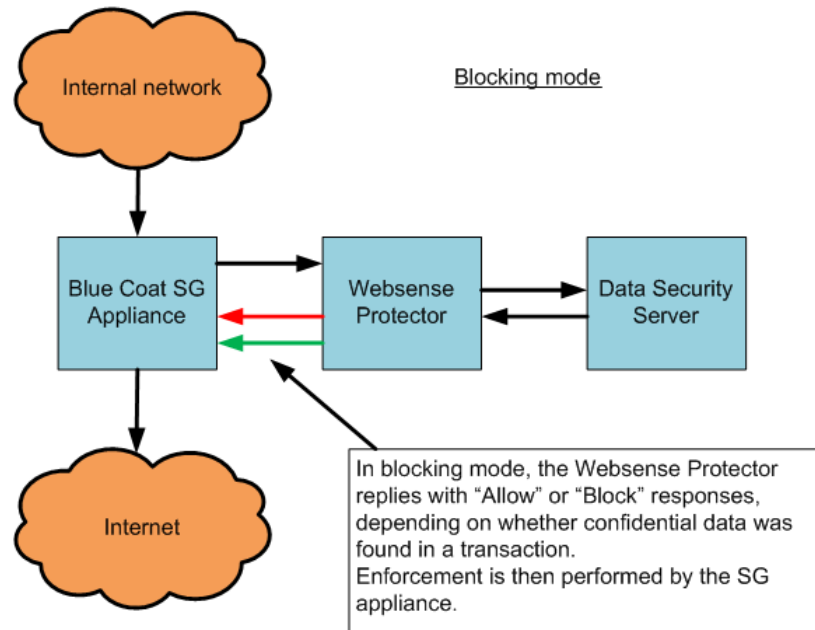 Internal network
Blocking mode
Blue Coat SG
Appliance
Websense
Protector
Data Security
Server
Internet
In blocking mode, the Websense Protector
replies with “Allow” or “Block” responses,
depending on whether confidential data was
found in a transaction.
Enforcement is then performed by the SG
appliance.